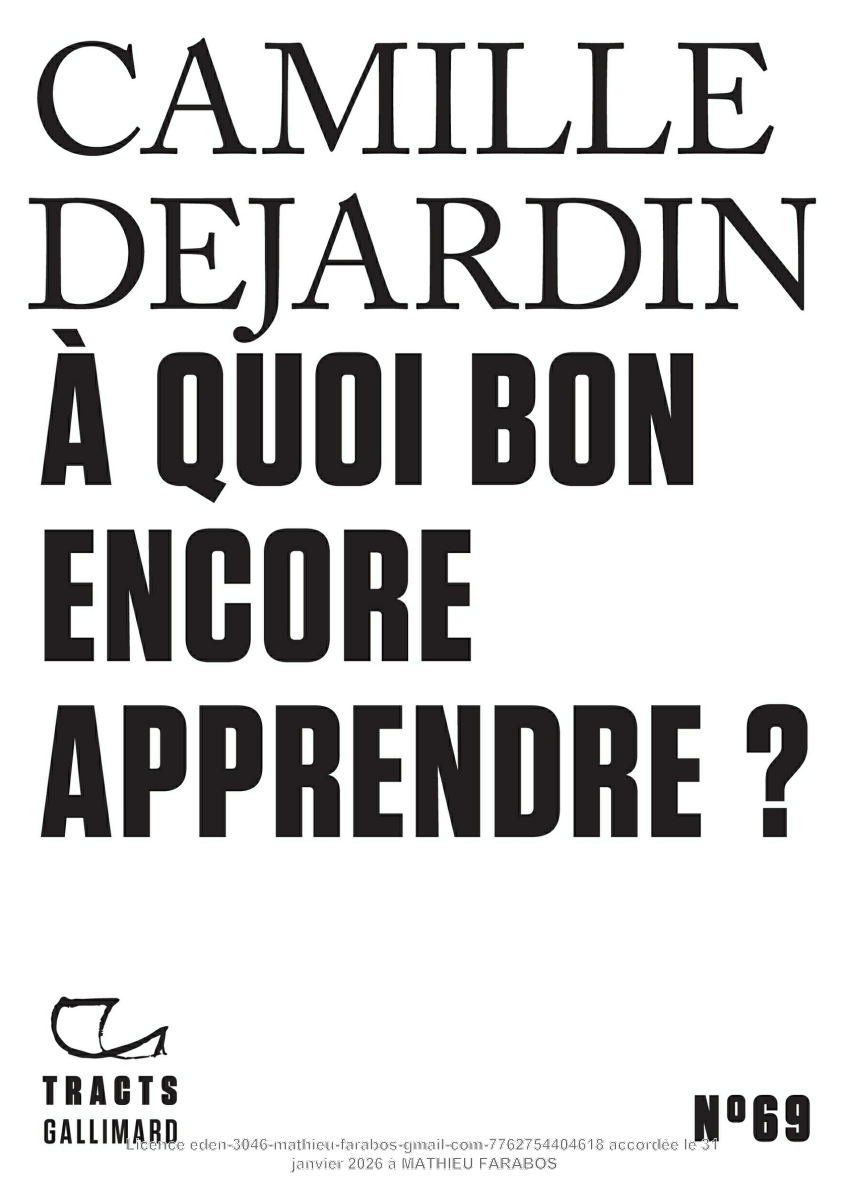 CAMILLE
DEJARDIN
À QUOI BON
ENCORE
APPRENDRE ?
TRACTS
GALLIMARD
Nº69
Licence eden-3046-mathieu-farabos-gmail-com-7762754404618 accordée le 31
janvier 2026 à MATHIEU FARABOS